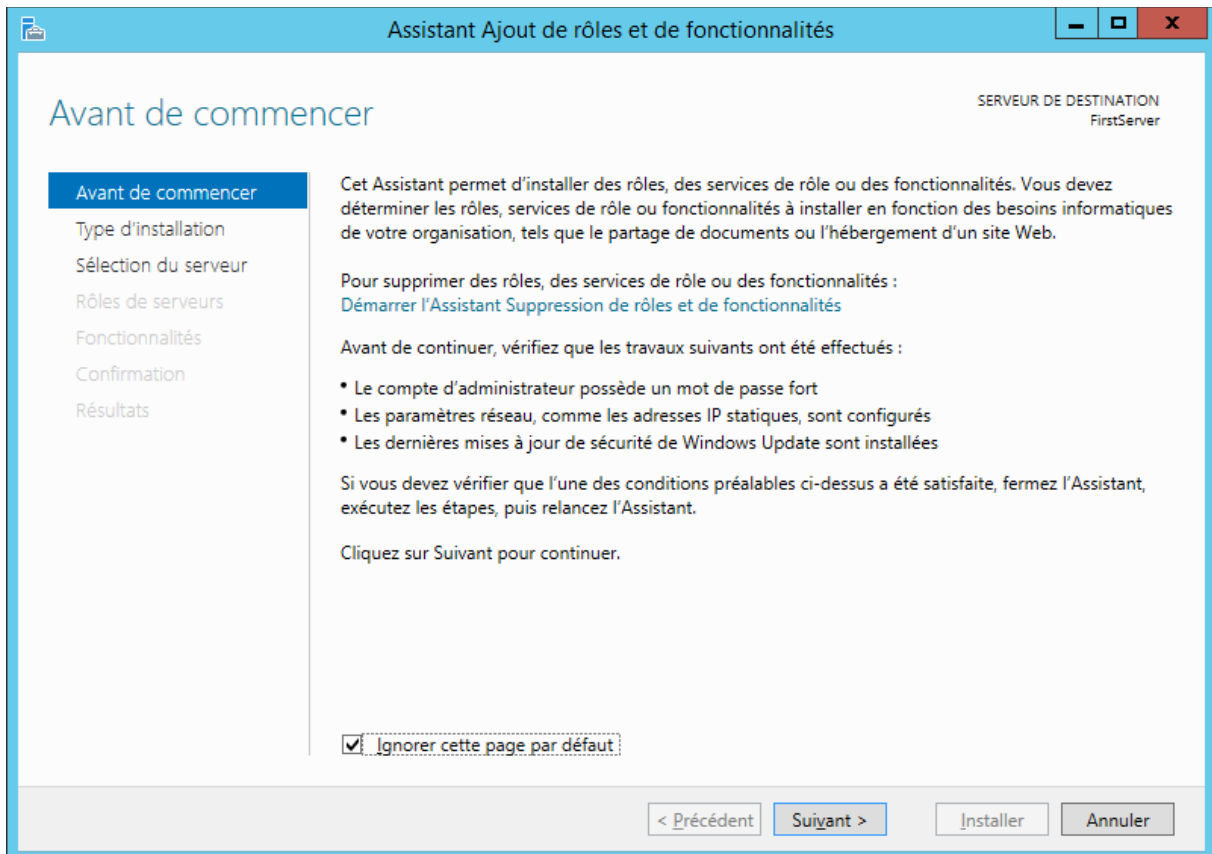 Assistant Ajout de rôles et de fonctionnalités
Avant de commencer
SERVEUR DE DESTINATION
FirstServer
Avant de commencer
Type d'installation
Sélection du serveur
Rôles de serveurs
Fonctionnalités
Confirmation
Résultats
Cet Assistant permet d'installer des rôles, des services de rôle ou des fonctionnalités. Vous devez
déterminer les rôles, services de rôle ou fonctionnalités à installer en fonction des besoins informatiques
de votre organisation, tels que le partage de documents ou l'hébergement d'un site Web.
Pour supprimer des rôles, des services de rôle ou des fonctionnalités :
Démarrer l'Assistant Suppression de rôles et de fonctionnalités
Avant de continuer, vérifiez que les travaux suivants ont été effectués :
• Le compte d'administrateur possède un mot de passe fort
• Les paramètres réseau, comme les adresses IP statiques, sont configurés
• Les dernières mises à jour de sécurité de Windows Update sont installées
Si vous devez vérifier que l'une des conditions préalables ci-dessus a été satisfaite, fermez l'Assistant,
exécutez les étapes, puis relancez l'Assistant.
Cliquez sur Suivant pour continuer.
Ignorer cette page par défaut
< Précédent
Suivant >
Installer
Annuler